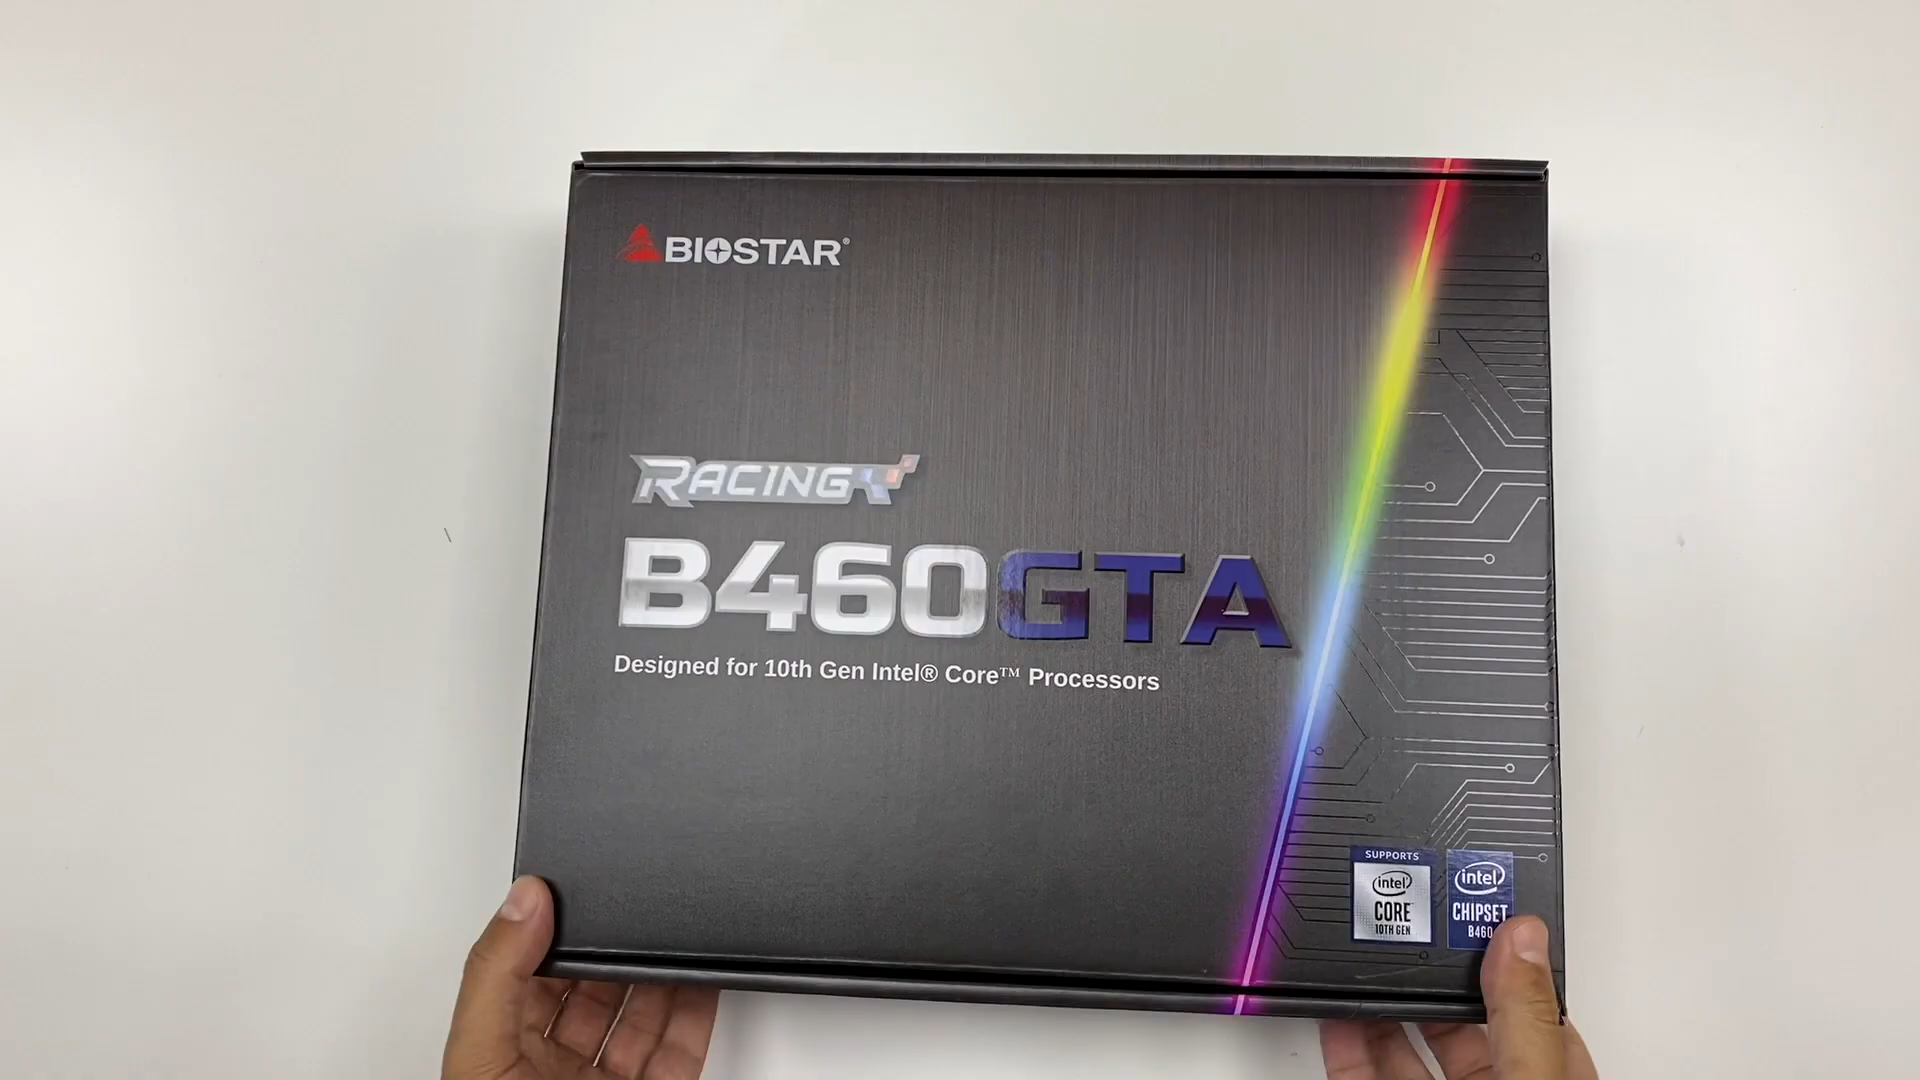 BIOSTAR®
RACING
B460GTA
Designed for 10th Gen Intel® Core™ Processors
SUPPORTS
intel
CORE
10TH GEN
intel
CHIPSET
B460